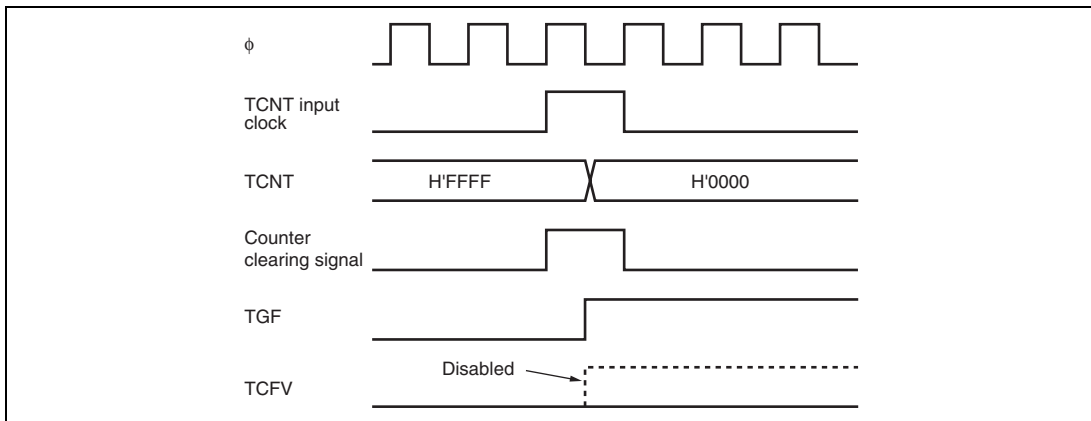 ϕ
TCNT input
clock
TCNT
H'FFFF
H'0000
Counter
clearing signal
TGF
Disabled
TCFV